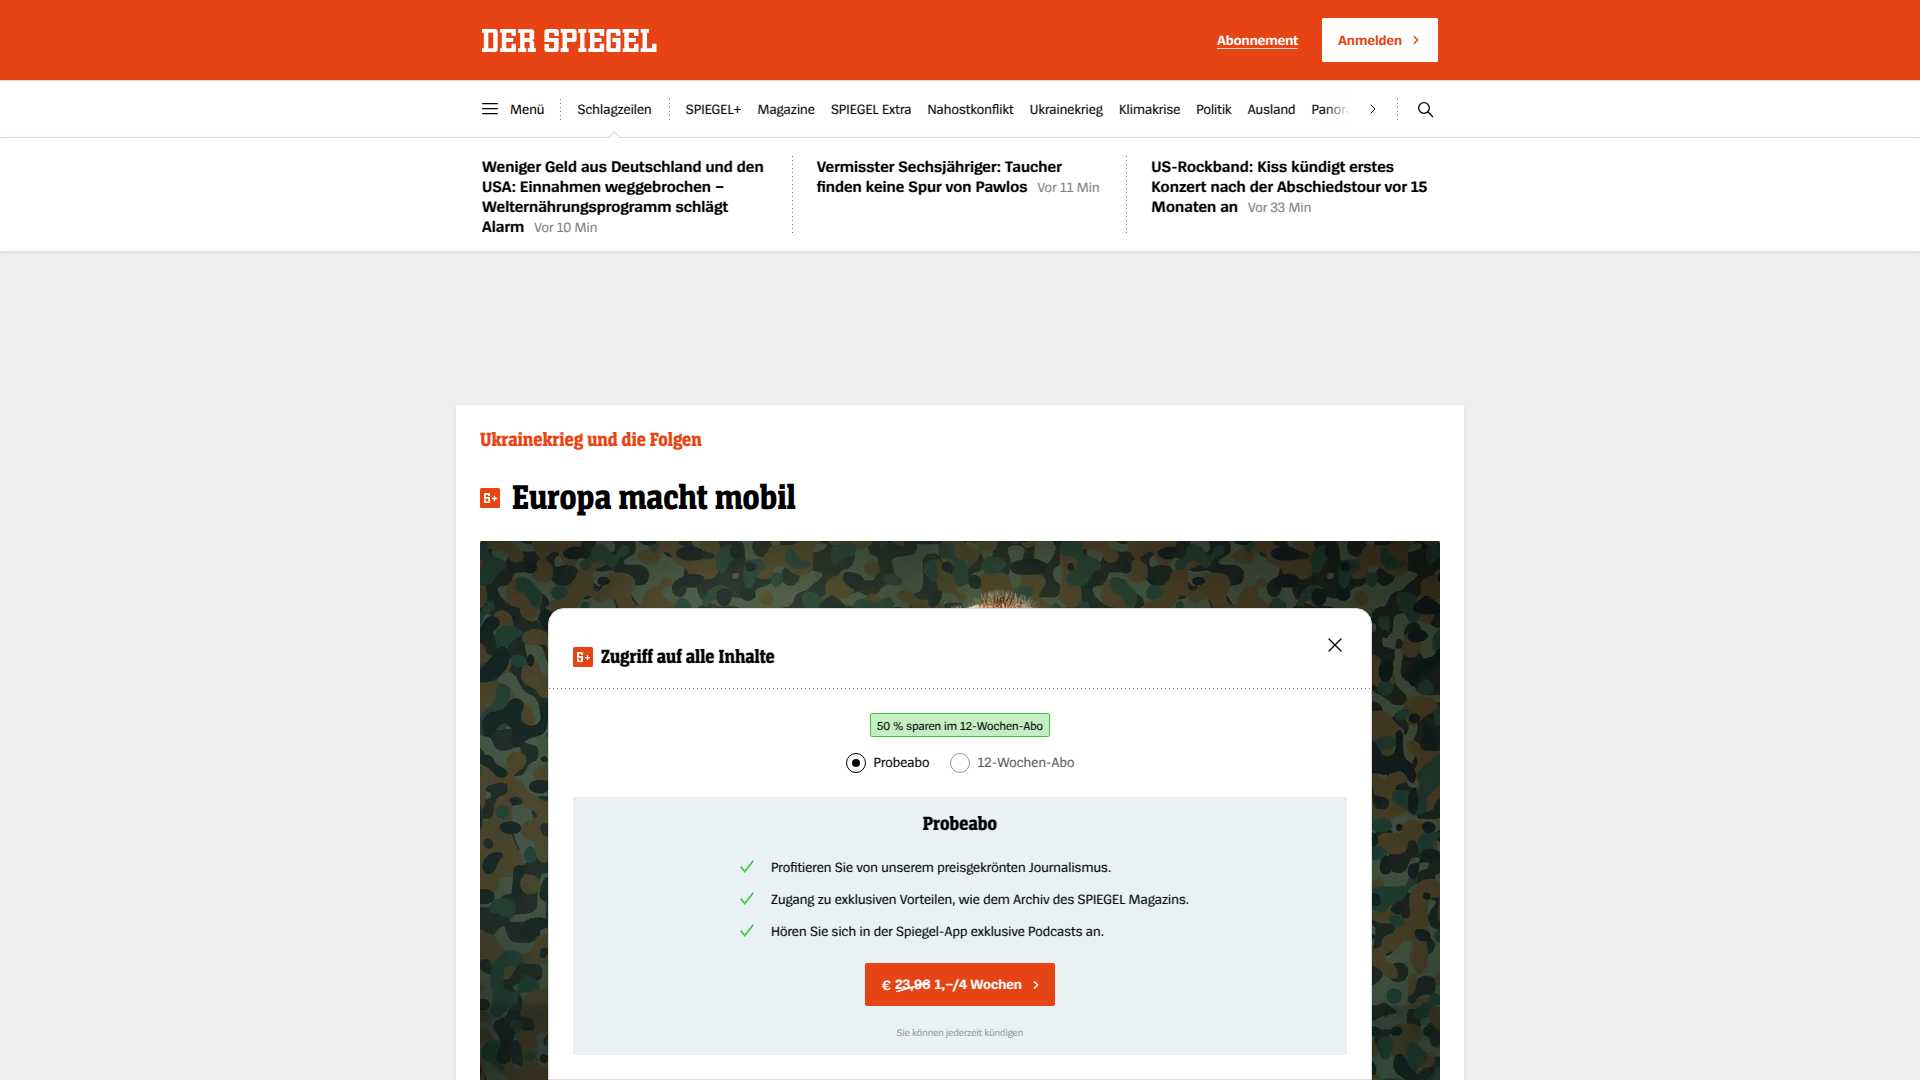 DER SPIEGEL
Abonnement
Anmelden
Menü
Schlagzeilen
SPIEGEL+
Magazine
SPIEGEL Extra
Nahostkonflikt
Ukrainekrieg
Klimakrise
Politik
Ausland
Panor
Weniger Geld aus Deutschland und den
USA: Einnahmen weggebrochen –
Welternährungsprogramm schlägt
Alarm Vor 10 Min
Vermisster Sechsjähriger: Taucher
finden keine Spur von Pawlos Vor 11 Min
US-Rockband: Kiss kündigt erstes
Konzert nach der Abschiedstour vor 15
Monaten an Vor 33 Min
Ukrainekrieg und die Folgen
S+ Europa macht mobil
S+ Zugriff auf alle Inhalte
50 % sparen im 12-Wochen-Abo
Probeabo
12-Wochen-Abo
Probeabo
Profitieren Sie von unserem preisgekrönten Journalismus.
Zugang zu exklusiven Vorteilen, wie dem Archiv des SPIEGEL Magazins.
Hören Sie sich in der Spiegel-App exklusive Podcasts an.
€ 23,96 1,–/4 Wochen
Sie können jederzeit kündigen